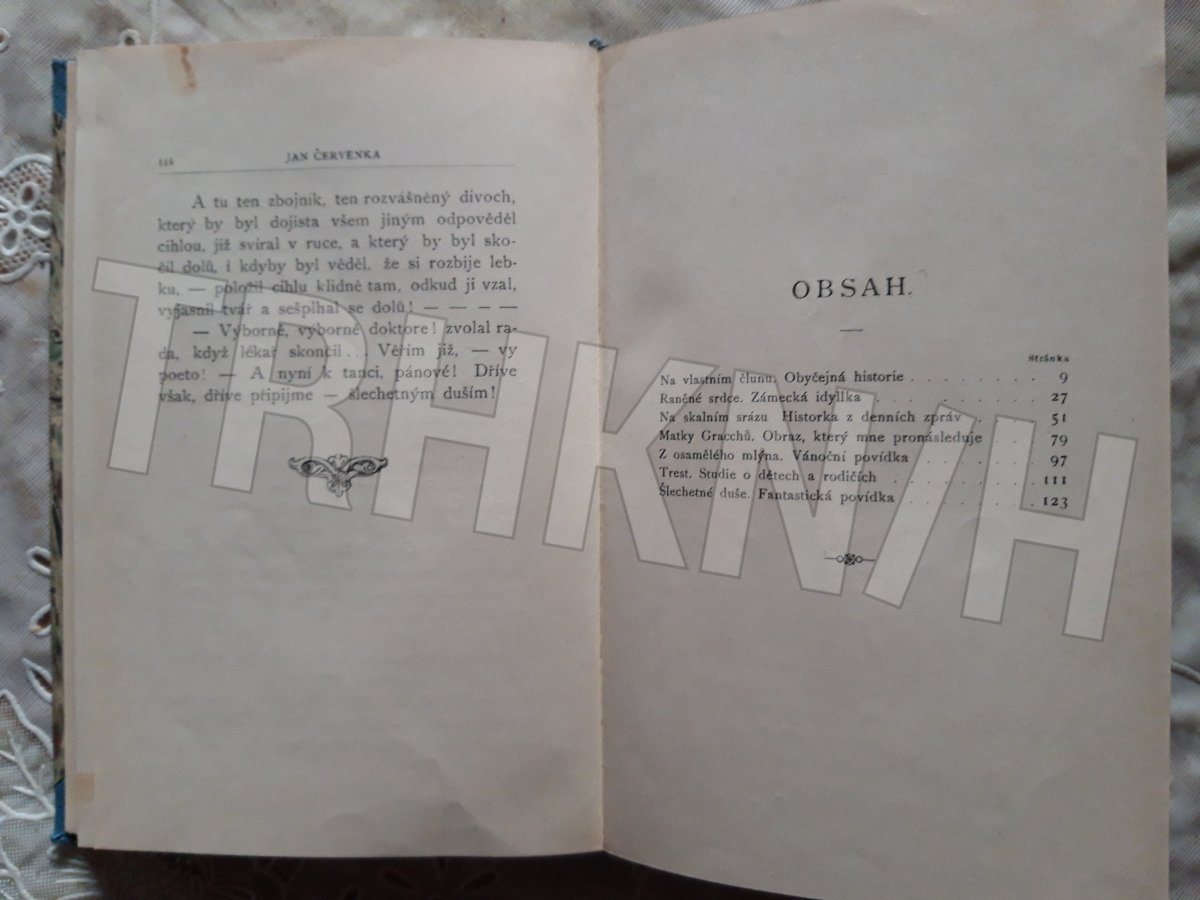 JAN ČERVENKA
A tu ten zbojník, ten rozvášněný divoch,
který by byl dojista všem jiným odpověděl
cihlou, již svíral v ruce, a který by byl sko-
čil dolů, i kdyby byl věděl, že si rozbije leb-
ku, — položil cihlu klidně tam, odkud ji vzal,
vyjasnil tvář a sešplhal se dolů! — — — —
— Výborně, výborně doktore! zvolal ra-
da, když lékař skončil... Věřím již, — vy
poeto! — A nyní k tanci, pánové! Dříve
však, dříve připijme — šlechetným duším!
OBSAH.
Stránka
Na vlastním člunu. Obyčejná historie . . . . . . . . 9
Raněné srdce. Zámecká idyllka . . . . . . . . . . 27
Na skalním srázu Historka z denních zpráv . . . . 51
Matky Gracchů. Obraz, který mne pronásleduje . . . 79
Z osamělého mlýna. Vánoční povídka . . . . . . . . 97
Trest. Studie o dětech a rodičích . . . . . . . . . 111
Šlechetné duše. Fantastická povídka . . . . . . . . 123
TRHKNIH